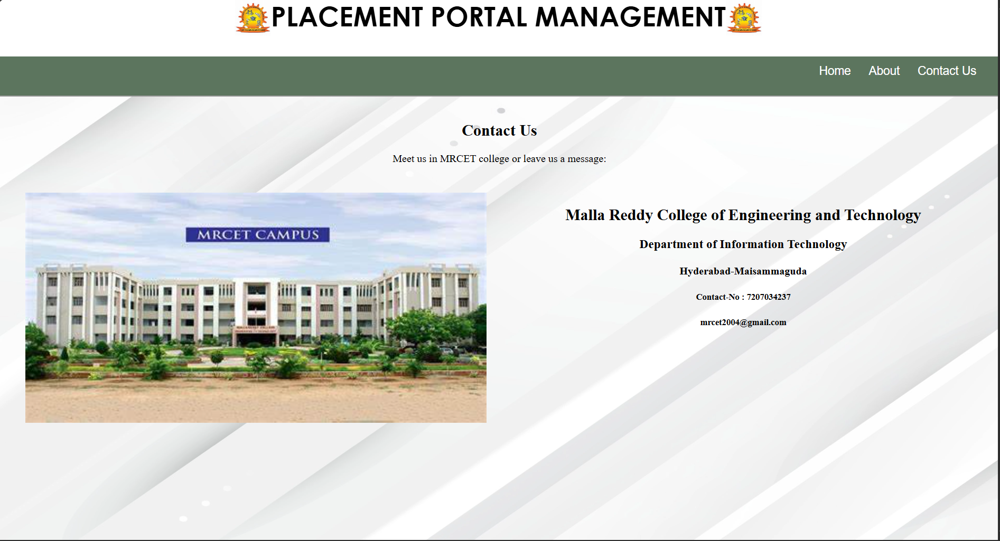 PLACEMENT PORTAL MANAGEMENT
Home About Contact Us
Contact Us
Meet us in MRCET college or leave us a message:
MRCET CAMPUS
Malla Reddy College of Engineering and Technology
Department of Information Technology
Hyderabad-Maisammaguda
Contact-No : 7207034237
mrcet2004@gmail.com